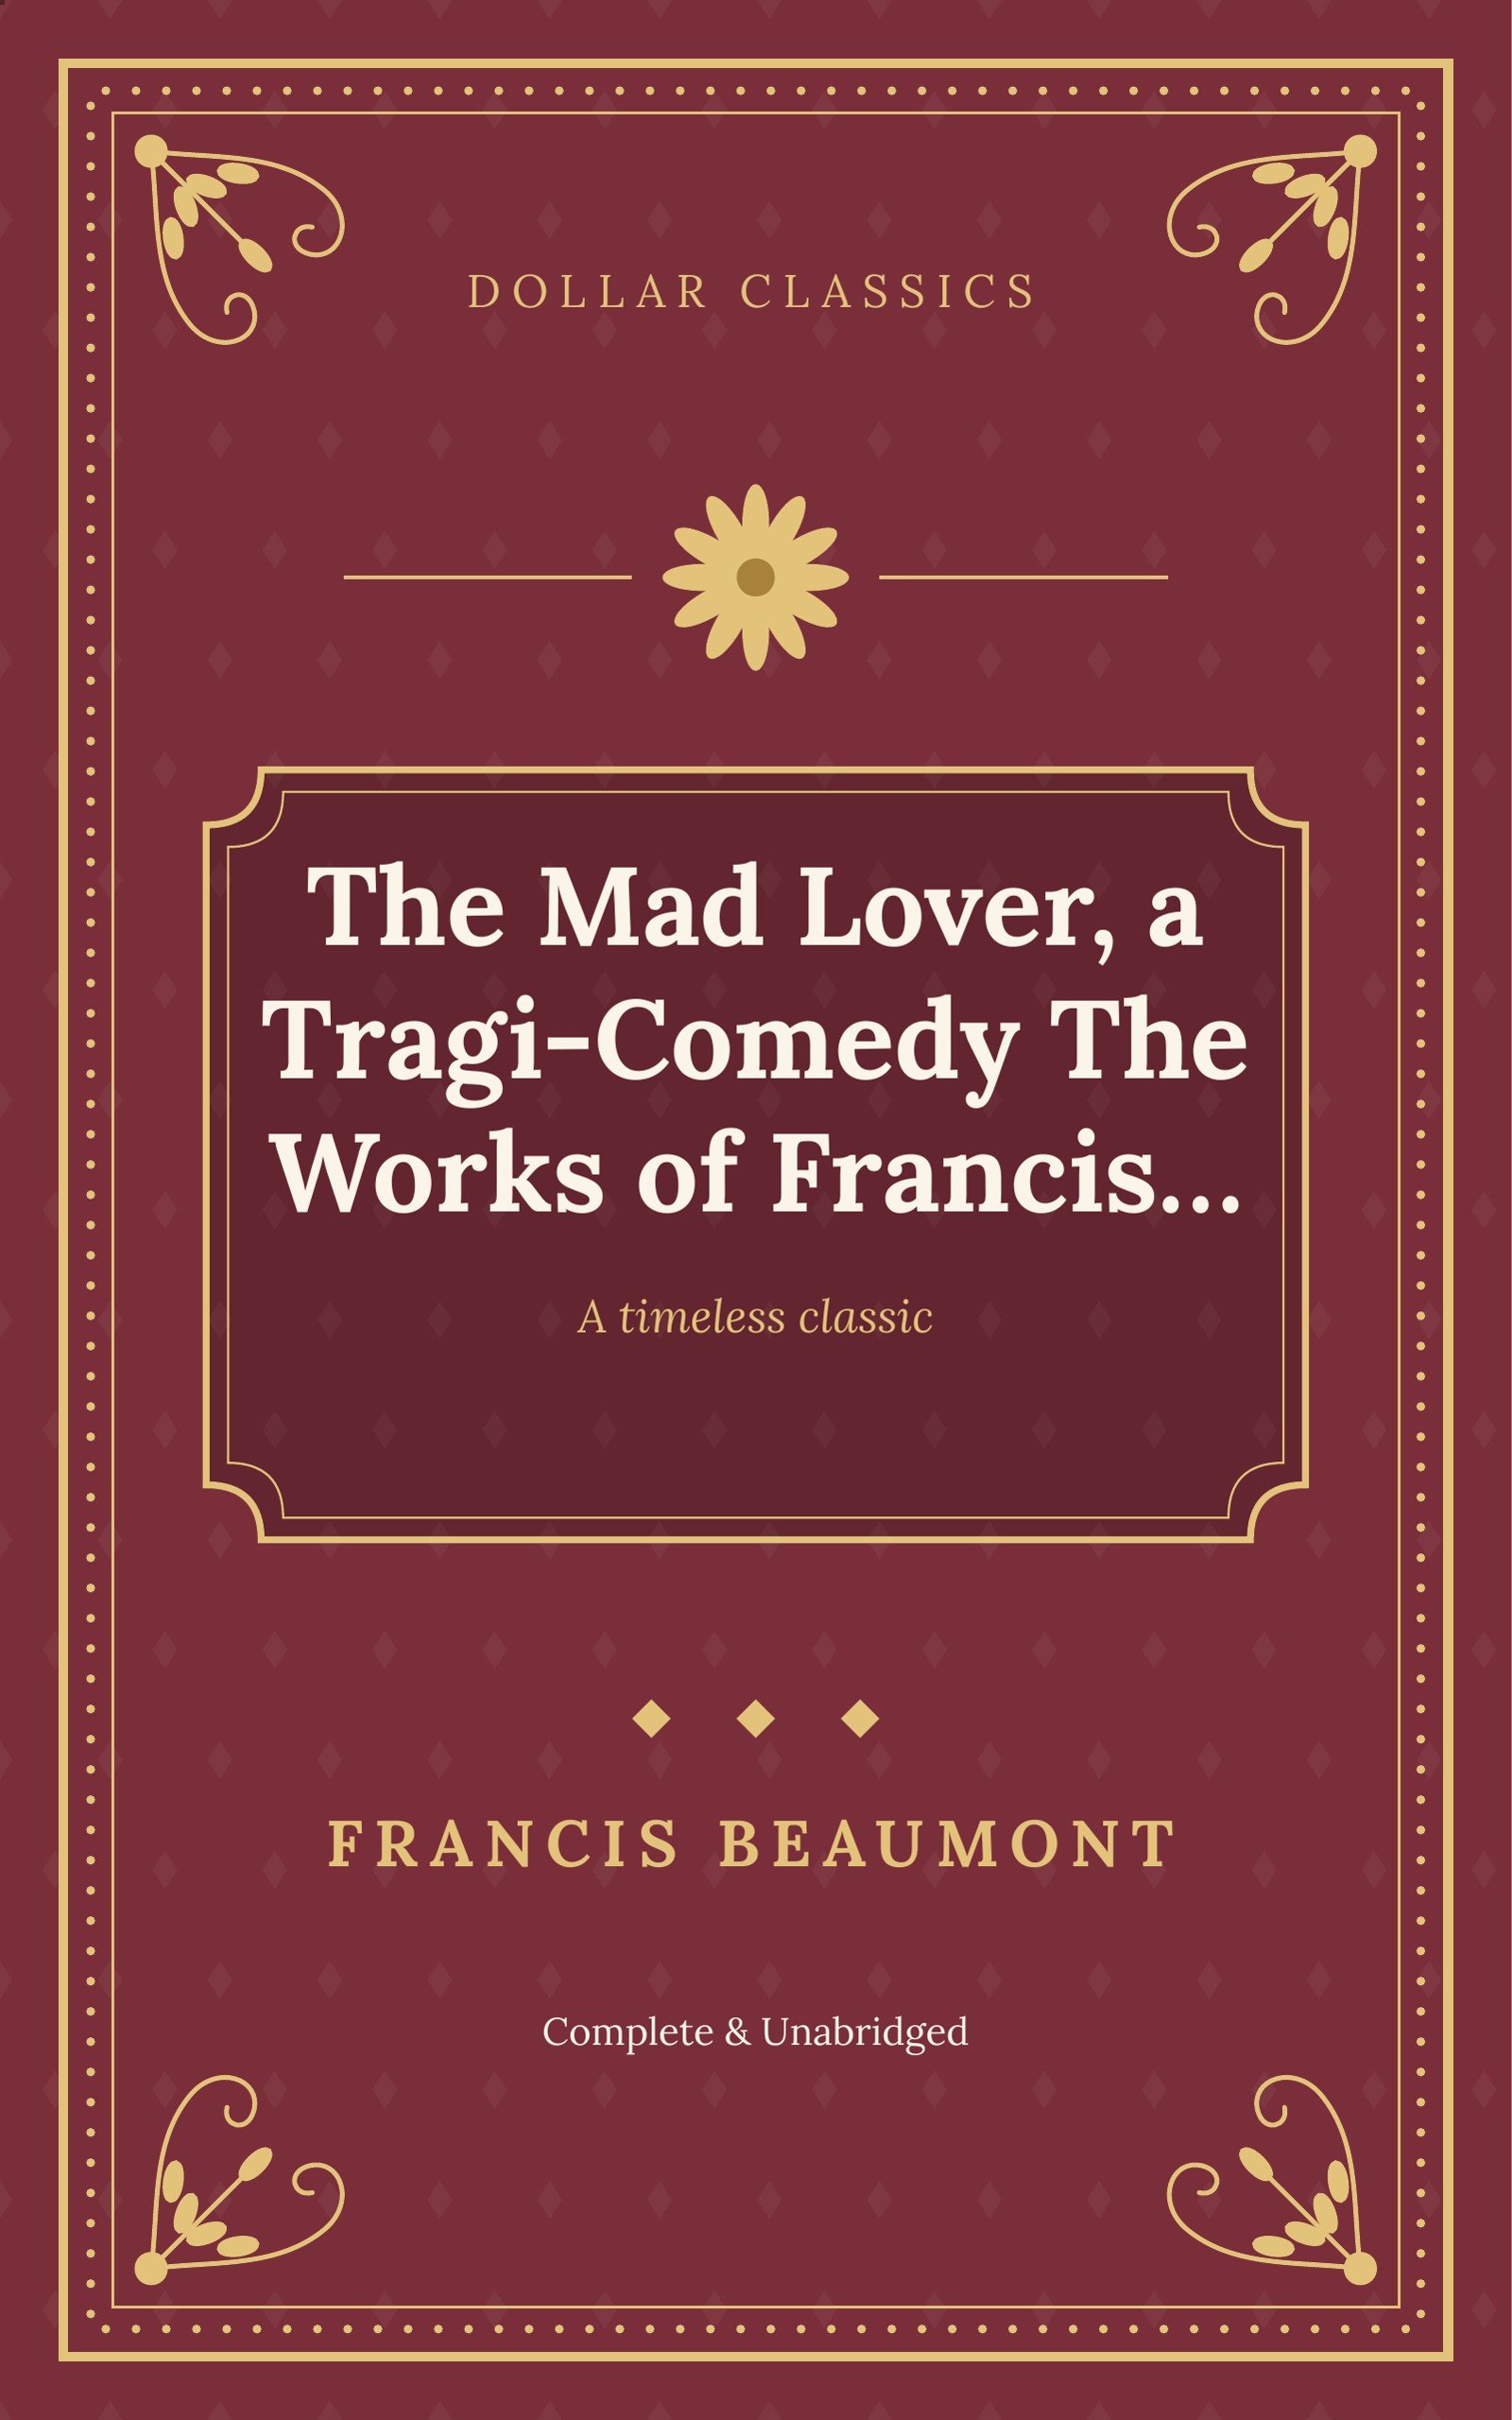 DOLLAR CLASSICS
The Mad Lover, a
Tragi-Comedy The
Works of Francis...
A timeless classic
FRANCIS BEAUMONT
Complete & Unabridged